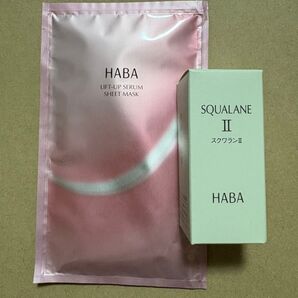 HABA
LIFT-UP SERUM
SHEET MASK
SQUALANE
II
スクワランII
HABA